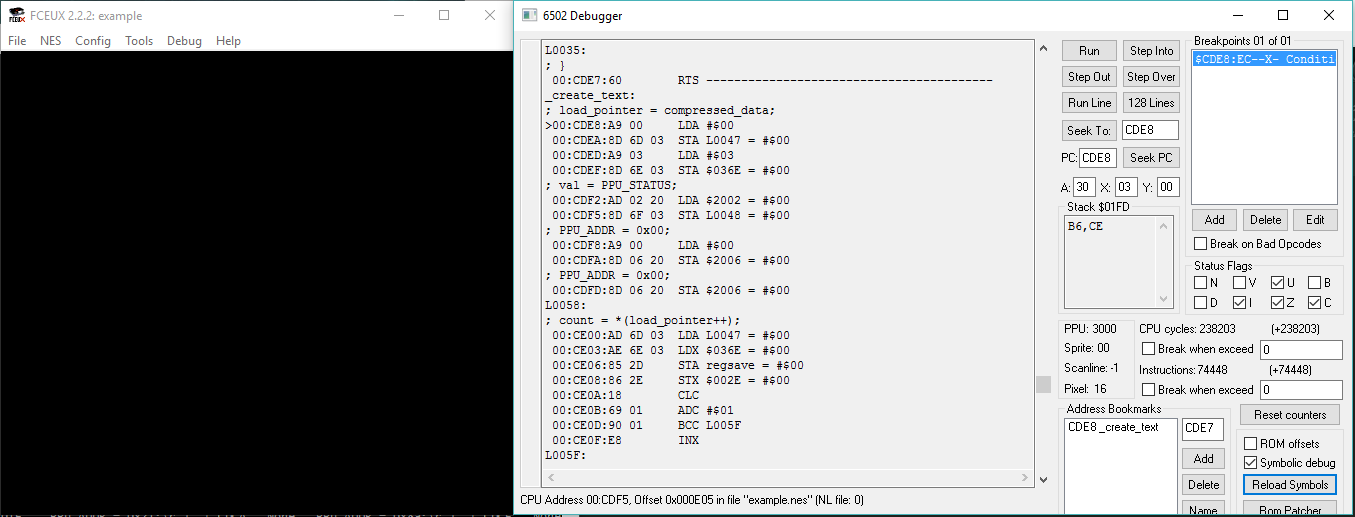 FCEUX 2.2.2: example
File NES Config Tools Debug Help
6502 Debugger
L0035:
; }
00:CDE7:60 RTS -----------------------------------------
_create_text:
; load_pointer = compressed_data;
>00:CDE8:A9 00 LDA #$00
00:CDEA:8D 6D 03 STA L0047 = #$00
00:CDED:A9 03 LDA #$03
00:CDEF:8D 6E 03 STA $036E = #$00
; val = PPU_STATUS;
00:CDF2:AD 02 20 LDA $2002 = #$00
00:CDF5:8D 6F 03 STA L0048 = #$00
; PPU_ADDR = 0x00;
00:CDF8:A9 00 LDA #$00
00:CDFA:8D 06 20 STA $2006 = #$00
; PPU_ADDR = 0x00;
00:CDFD:8D 06 20 STA $2006 = #$00
L0058:
; count = *(load_pointer++);
00:CE00:AD 6D 03 LDA L0047 = #$00
00:CE03:AE 6E 03 LDX $036E = #$00
00:CE06:85 2D STA regsave = #$00
00:CE08:86 2E STX $002E = #$00
00:CE0A:18 CLC
00:CE0B:69 01 ADC #$01
00:CE0D:90 01 BCC L005F
00:CE0F:E8 INX
L005F:
CPU Address 00:CDF5, Offset 0x000E05 in file "example.nes" (NL file: 0)
Run Step Into
Step Out Step Over
Run Line 128 Lines
Seek To: CDE8
PC: CDE8 Seek PC
A: 30 X: 03 Y: 00
Stack $01FD
B6,CE
Breakpoints 01 of 01
$CDE8:EC--X- Conditi
Add Delete Edit
Break on Bad Opcodes
Status Flags
N V U B
D I Z C
PPU: 3000
Sprite: 00
Scanline: -1
Pixel: 16
CPU cycles: 238203 (+238203)
Break when exceed 0
Instructions: 74448 (+74448)
Break when exceed 0
Address Bookmarks
CDE8 _create_text
CDE7
Add
Delete
Name
Reset counters
ROM offsets
Symbolic debug
Reload Symbols
Rom Patcher